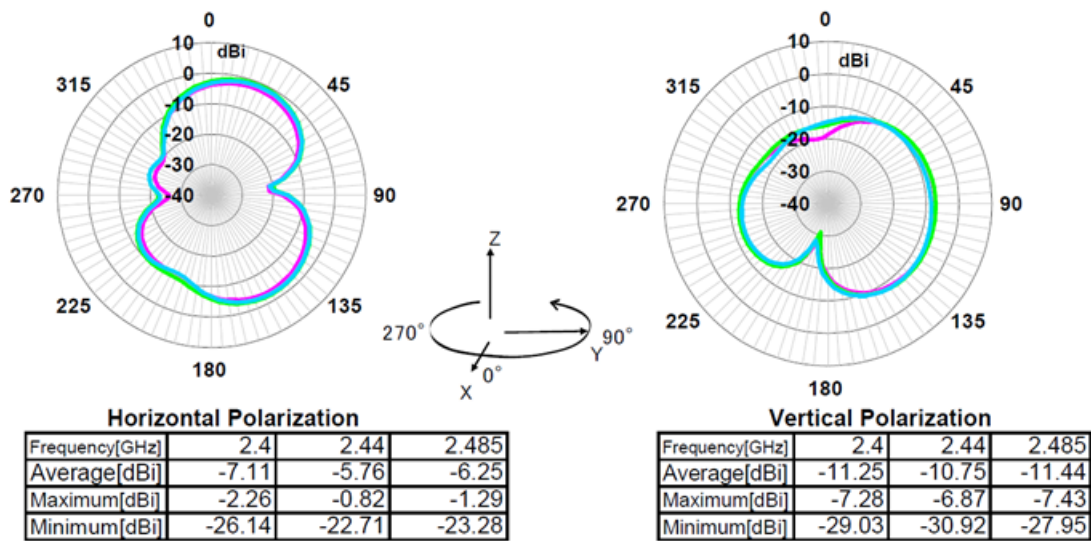 0
10
dBi
0
-10
-20
-30
-40
315
45
270
90
225
135
180
0
10
dBi
0
-10
-20
-30
-40
315
45
270
90
225
135
180
Z
270°
90°
Y
X
0°
Horizontal Polarization
Frequency[GHz] 2.4 2.44 2.485
Average[dBi] -7.11 -5.76 -6.25
Maximum[dBi] -2.26 -0.82 -1.29
Minimum[dBi] -26.14 -22.71 -23.28
Vertical Polarization
Frequency[GHz] 2.4 2.44 2.485
Average[dBi] -11.25 -10.75 -11.44
Maximum[dBi] -7.28 -6.87 -7.43
Minimum[dBi] -29.03 -30.92 -27.95